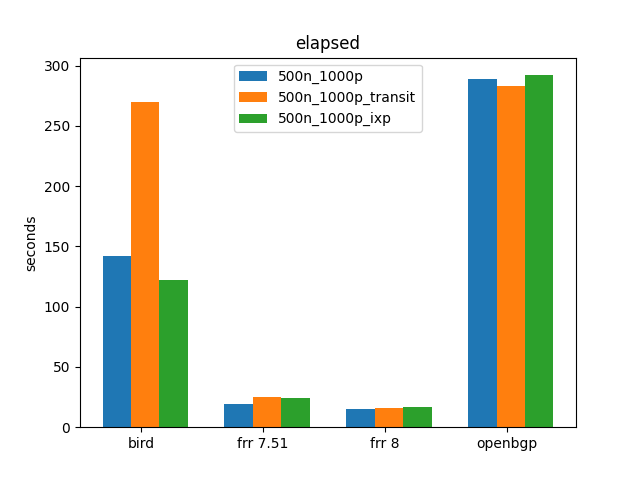 elapsed
500n_1000p
500n_1000p_transit
500n_1000p_ixp
seconds
300
250
200
150
100
50
0
bird
frr 7.51
frr 8
openbgp